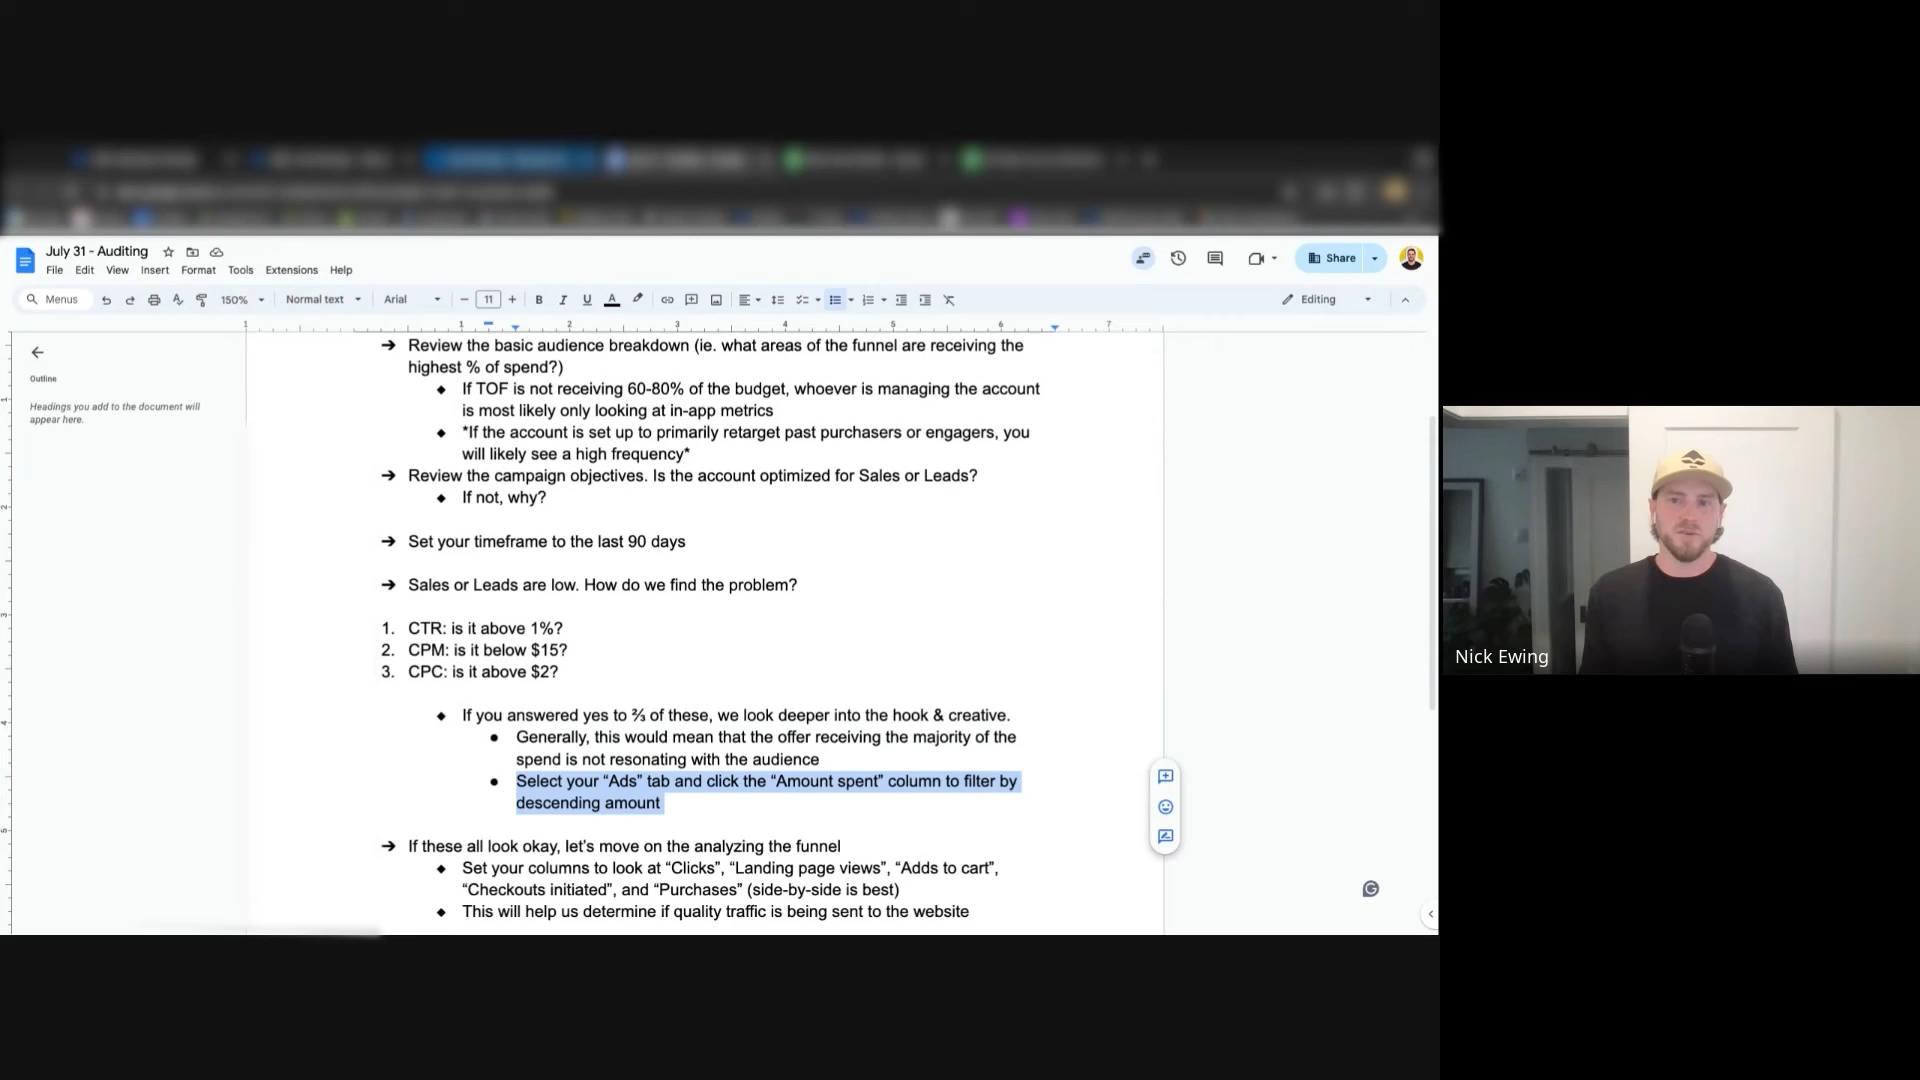 July 31 - Auditing
File Edit View Insert Format Tools Extensions Help
Share
Menus
150%
Normal text
Arial
11
Editing
1 1 2 3 4 5 6 7
Outline
Headings you add to the document will
appear here.
➔ Review the basic audience breakdown (ie. what areas of the funnel are receiving the
highest % of spend?)
◆ If TOF is not receiving 60-80% of the budget, whoever is managing the account
is most likely only looking at in-app metrics
◆ *If the account is set up to primarily retarget past purchasers or engagers, you
will likely see a high frequency*
➔ Review the campaign objectives. Is the account optimized for Sales or Leads?
◆ If not, why?
➔ Set your timeframe to the last 90 days
➔ Sales or Leads are low. How do we find the problem?
1. CTR: is it above 1%?
2. CPM: is it below $15?
3. CPC: is it above $2?
◆ If you answered yes to ⅔ of these, we look deeper into the hook & creative.
● Generally, this would mean that the offer receiving the majority of the
spend is not resonating with the audience
● Select your “Ads” tab and click the “Amount spent” column to filter by
descending amount
➔ If these all look okay, let’s move on the analyzing the funnel
◆ Set your columns to look at “Clicks”, “Landing page views”, “Adds to cart”,
“Checkouts initiated”, and “Purchases” (side-by-side is best)
◆ This will help us determine if quality traffic is being sent to the website
Nick Ewing